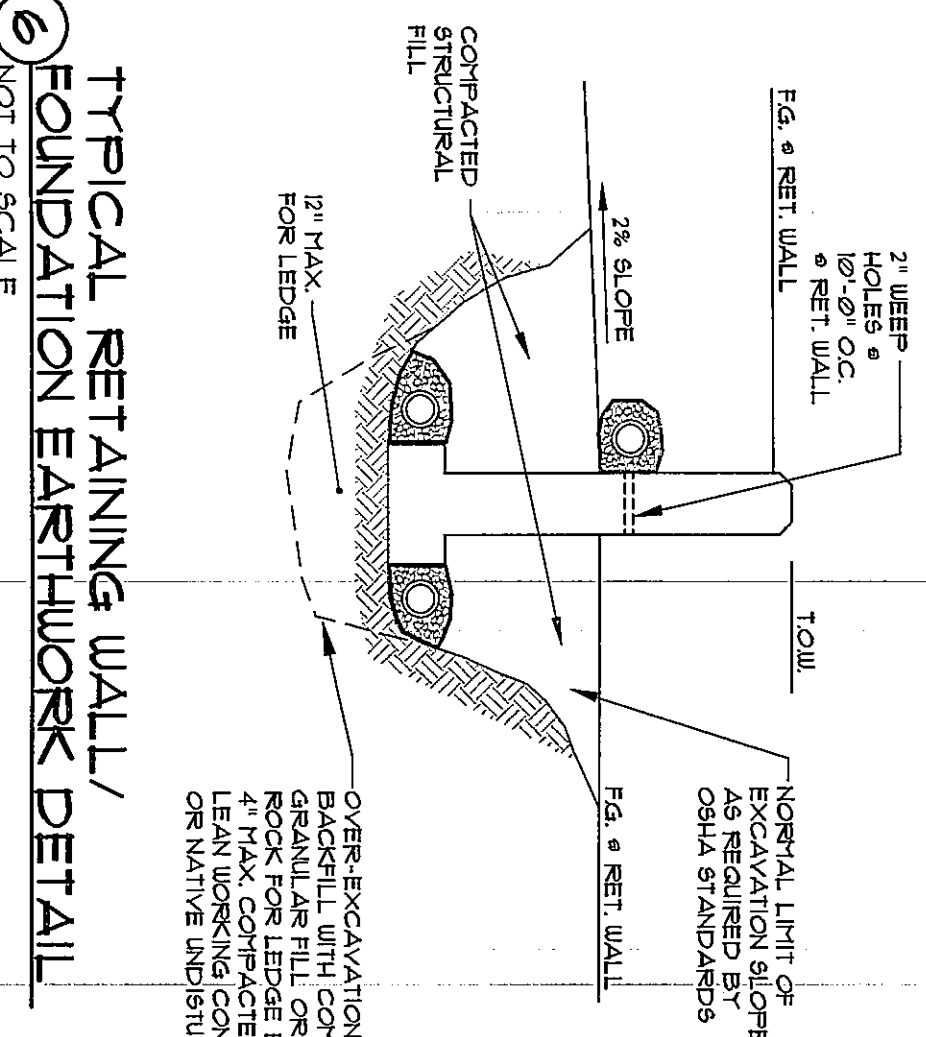 2" WEEP
HOLES @
10'-0" O.C.
@ RET. WALL
F.G. @ RET. WALL
T.O.W.
2% SLOPE
COMPACTED
STRUCTURAL
FILL
NORMAL LIMIT OF
EXCAVATION SLOPE
AS REQUIRED BY
OSHA STANDARDS
F.G. @ RET. WALL
12" MAX.
FOR LEDGE
OVER-EXCAVATION
BACKFILL WITH COM
GRANULAR FILL OR
ROCK FOR LEDGE
4" MAX. COMPACTE
LEAN WORKING CON
OR NATIVE UNDISTU
6
TYPICAL RETAINING WALL/
FOUNDATION EARTHWORK DETAIL
NOT TO SCALE